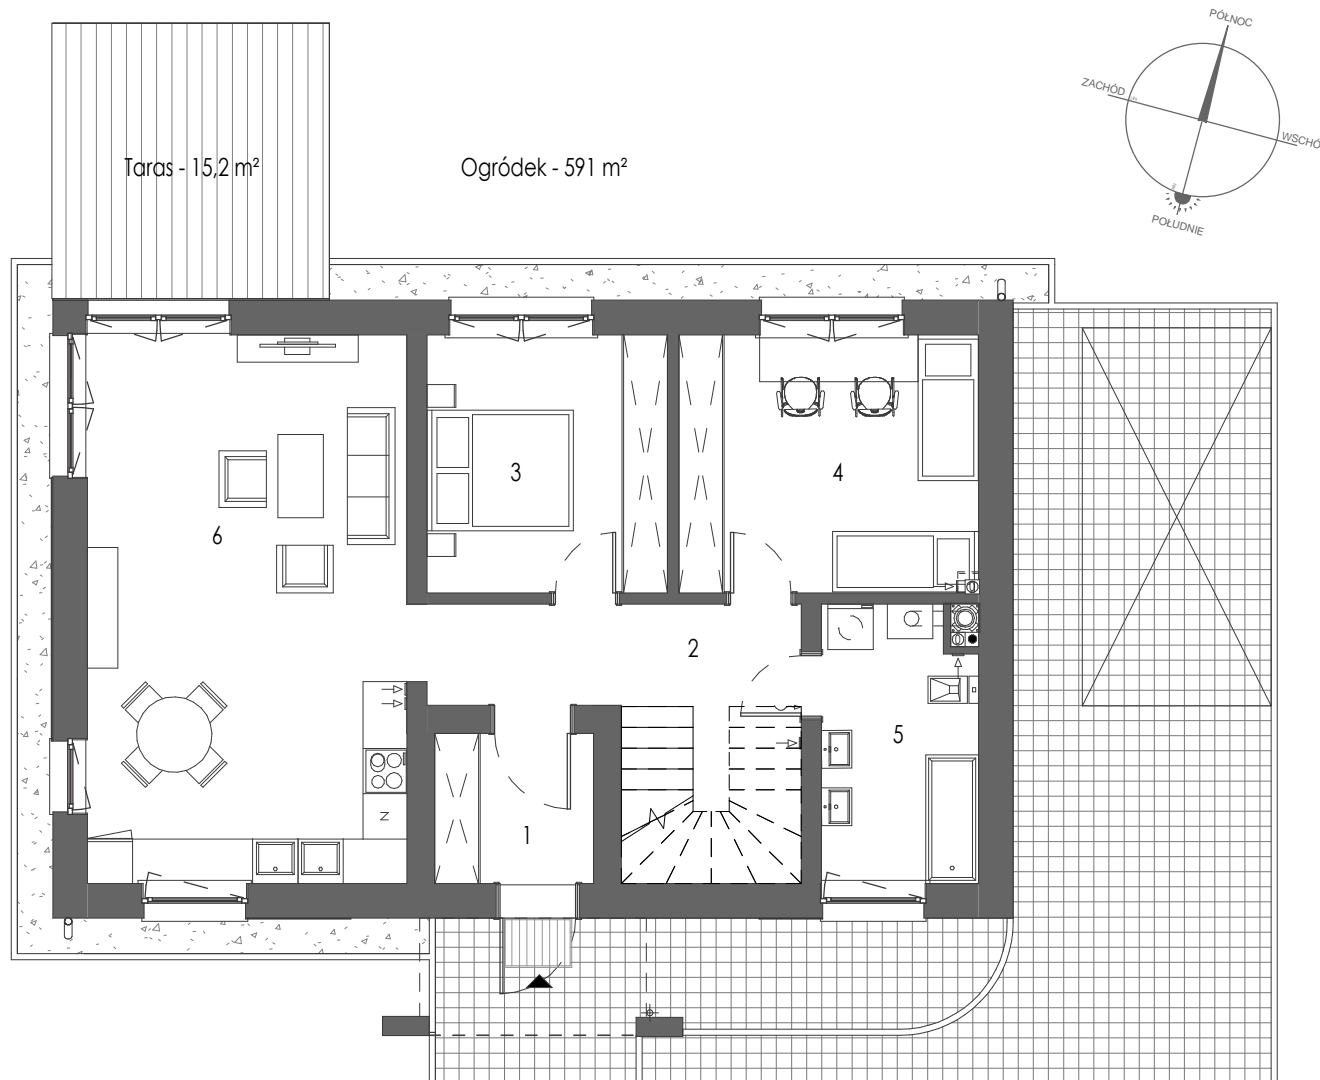 PÓŁNOC
ZACHÓD
WSCHÓ
POŁUDNIE
Taras - 15,2 m²
Ogródek - 591 m²
3
4
6
2
5
1
N